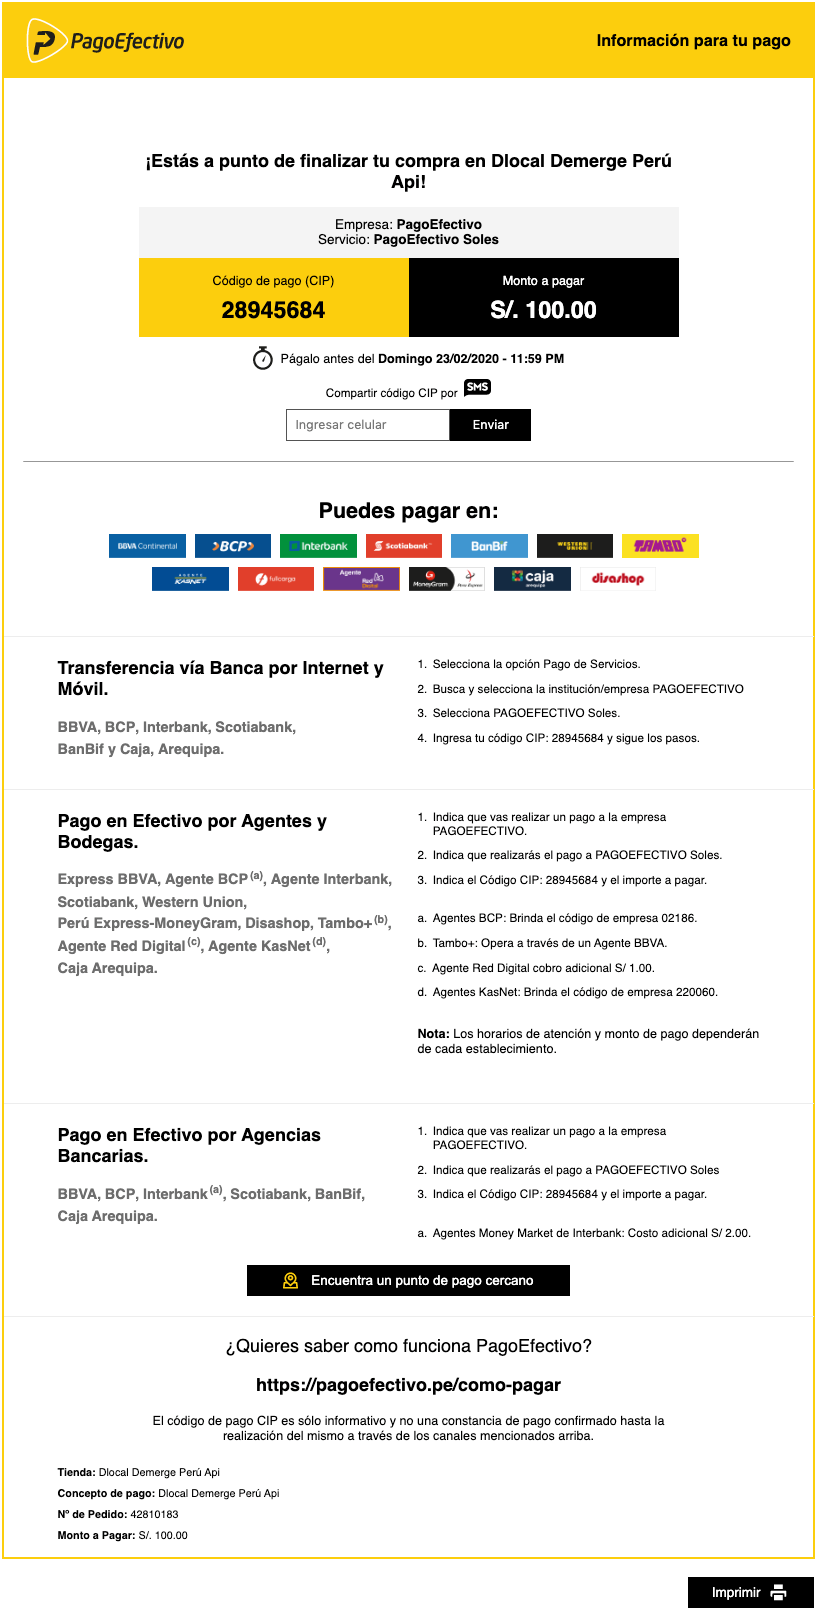 PagoEfectivo
Información para tu pago
¡Estás a punto de finalizar tu compra en Dlocal Demerge Perú
Api!
Empresa: PagoEfectivo
Servicio: PagoEfectivo Soles
Código de pago (CIP)
28945684
Monto a pagar
S/. 100.00
Págalo antes del Domingo 23/02/2020 - 11:59 PM
Compartir código CIP por SMS
Ingresar celular
Enviar
Puedes pagar en:
BBVA Continental BCP Interbank Scotiabank BanBif WESTERN UNION TAMBO+
AGENTE KASNET fullcarga Agente Red Digital MoneyGram Perú Express caja arequipa disashop
Transferencia vía Banca por Internet y
Móvil.
BBVA, BCP, Interbank, Scotiabank,
BanBif y Caja, Arequipa.
1. Selecciona la opción Pago de Servicios.
2. Busca y selecciona la institución/empresa PAGOEFECTIVO
3. Selecciona PAGOEFECTIVO Soles.
4. Ingresa tu código CIP: 28945684 y sigue los pasos.
Pago en Efectivo por Agentes y
Bodegas.
Express BBVA, Agente BCP(a), Agente Interbank,
Scotiabank, Western Union,
Perú Express-MoneyGram, Disashop, Tambo+(b),
Agente Red Digital(c), Agente KasNet(d),
Caja Arequipa.
1. Indica que vas realizar un pago a la empresa
PAGOEFECTIVO.
2. Indica que realizarás el pago a PAGOEFECTIVO Soles.
3. Indica el Código CIP: 28945684 y el importe a pagar.
a. Agentes BCP: Brinda el código de empresa 02186.
b. Tambo+: Opera a través de un Agente BBVA.
c. Agente Red Digital cobro adicional S/ 1.00.
d. Agentes KasNet: Brinda el código de empresa 220060.
Nota: Los horarios de atención y monto de pago dependerán
de cada establecimiento.
Pago en Efectivo por Agencias
Bancarias.
BBVA, BCP, Interbank(a), Scotiabank, BanBif,
Caja Arequipa.
1. Indica que vas realizar un pago a la empresa
PAGOEFECTIVO.
2. Indica que realizarás el pago a PAGOEFECTIVO Soles
3. Indica el Código CIP: 28945684 y el importe a pagar.
a. Agentes Money Market de Interbank: Costo adicional S/ 2.00.
Encuentra un punto de pago cercano
¿Quieres saber como funciona PagoEfectivo?
https://pagoefectivo.pe/como-pagar
El código de pago CIP es sólo informativo y no una constancia de pago confirmado hasta la
realización del mismo a través de los canales mencionados arriba.
Tienda: Dlocal Demerge Perú Api
Concepto de pago: Dlocal Demerge Perú Api
Nº de Pedido: 42810183
Monto a Pagar: S/. 100.00
Imprimir